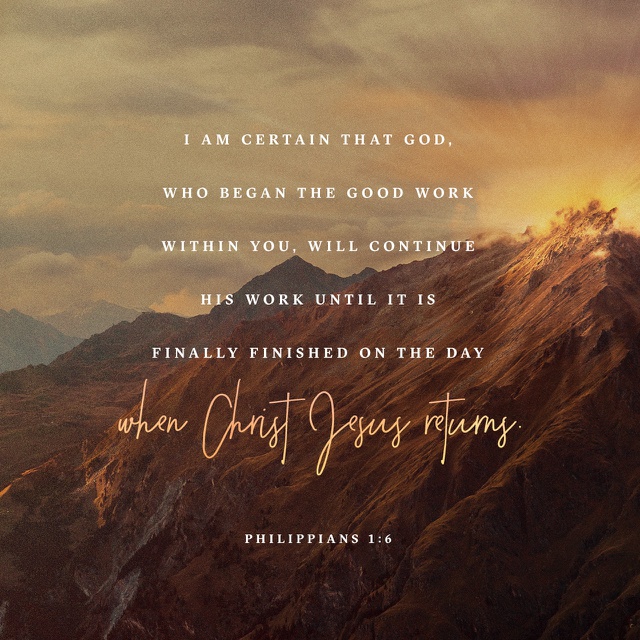 I AM CERTAIN THAT GOD,
WHO BEGAN THE GOOD WORK
WITHIN YOU, WILL CONTINUE
HIS WORK UNTIL IT IS
FINALLY FINISHED ON THE DAY
when Christ Jesus returns.
PHILIPPIANS 1:6